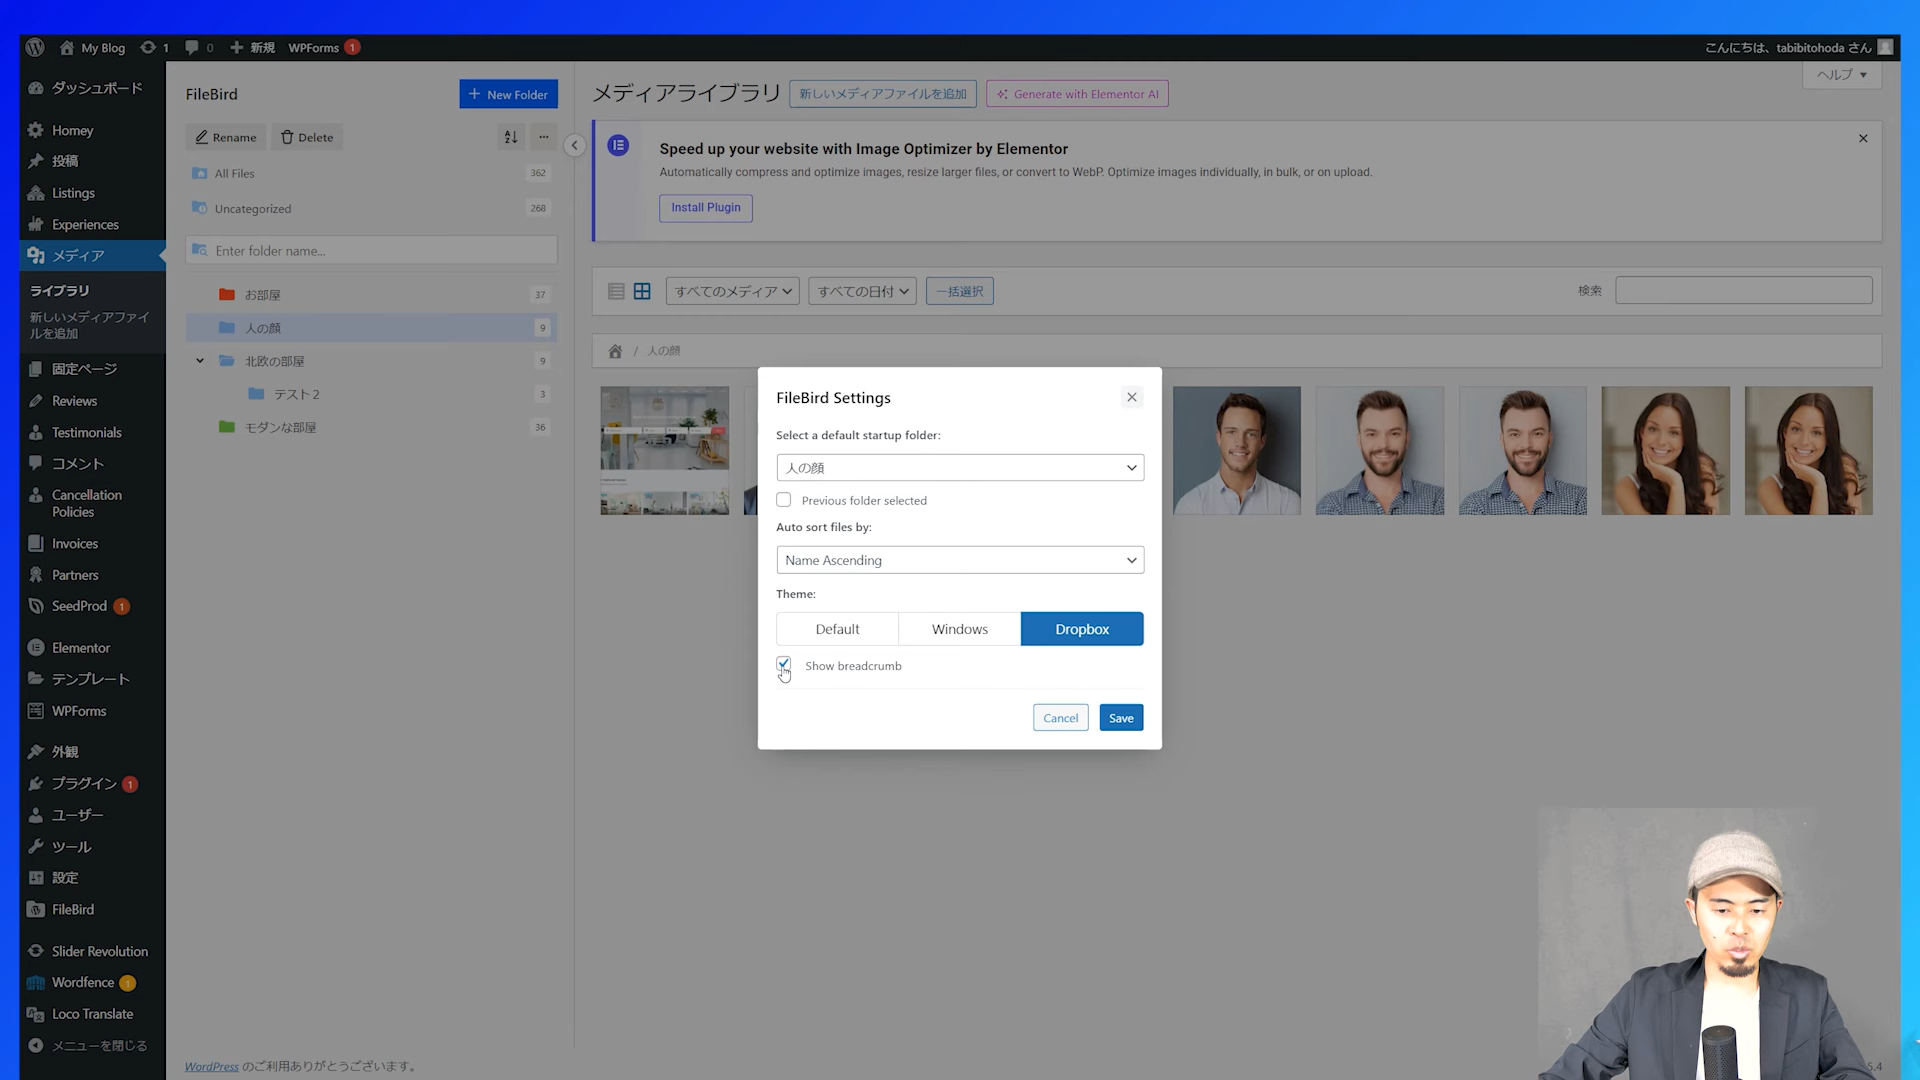 My Blog
1
0
新規
WPForms 1
こんにちは、tabibitohoda さん
ダッシュボード
Homey
投稿
Listings
Experiences
メディア
ライブラリ
新しいメディアファイ
ルを追加
固定ページ
Reviews
Testimonials
コメント
Cancellation
Policies
Invoices
Partners
SeedProd 1
Elementor
テンプレート
WPForms
外観
プラグイン 1
ユーザー
ツール
設定
FileBird
Slider Revolution
Wordfence 1
Loco Translate
メニューを閉じる
FileBird
New Folder
Rename
Delete
All Files 362
Uncategorized 268
Enter folder name...
お部屋 37
人の顔 9
北欧の部屋 9
テスト2 3
モダンな部屋 36
WordPress のご利用ありがとうございます。
メディアライブラリ
新しいメディアファイルを追加
Generate with Elementor AI
ヘルプ
Speed up your website with Image Optimizer by Elementor
Automatically compress and optimize images, resize larger files, or convert to WebP. Optimize images individually, in bulk, or on upload.
Install Plugin
すべてのメディア
すべての日付
一括選択
検索
/ 人の顔
FileBird Settings
Select a default startup folder:
人の顔
Previous folder selected
Auto sort files by:
Name Ascending
Theme:
Default
Windows
Dropbox
Show breadcrumb
Cancel
Save
5.4